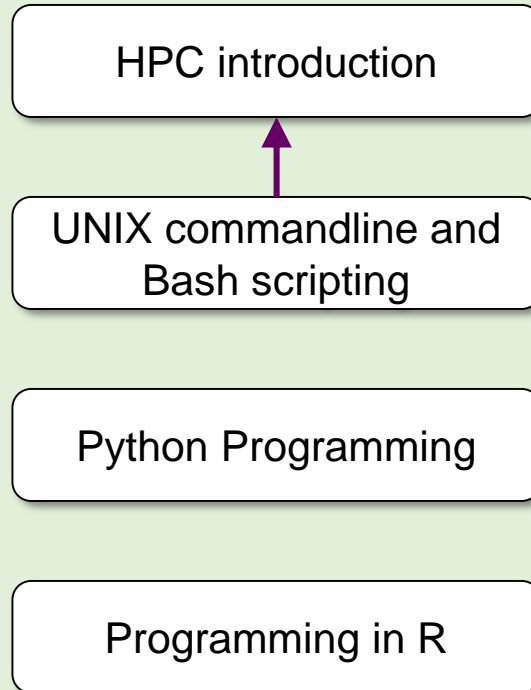 HPC introduction
UNIX commandline and
Bash scripting
Python Programming
Programming in R